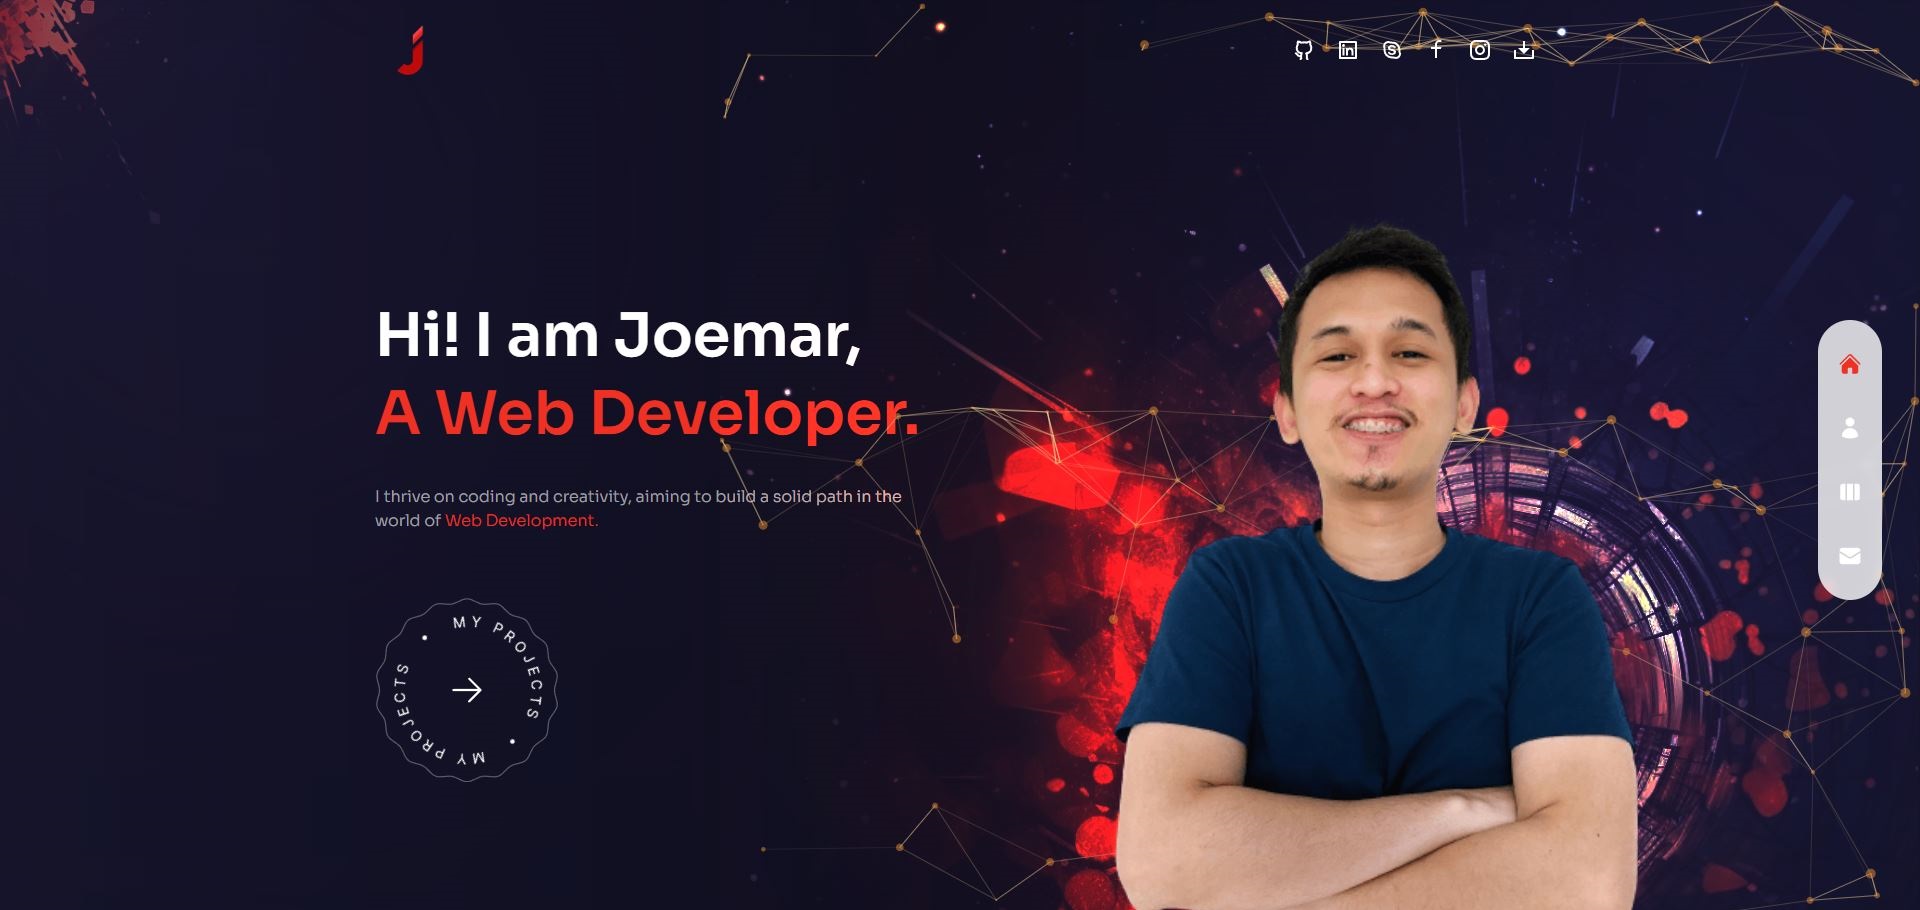 J
Hi! I am Joemar,
A Web Developer.
I thrive on coding and creativity, aiming to build a solid path in the
world of Web Development.
MY PROJECTS • MY PROJECTS •